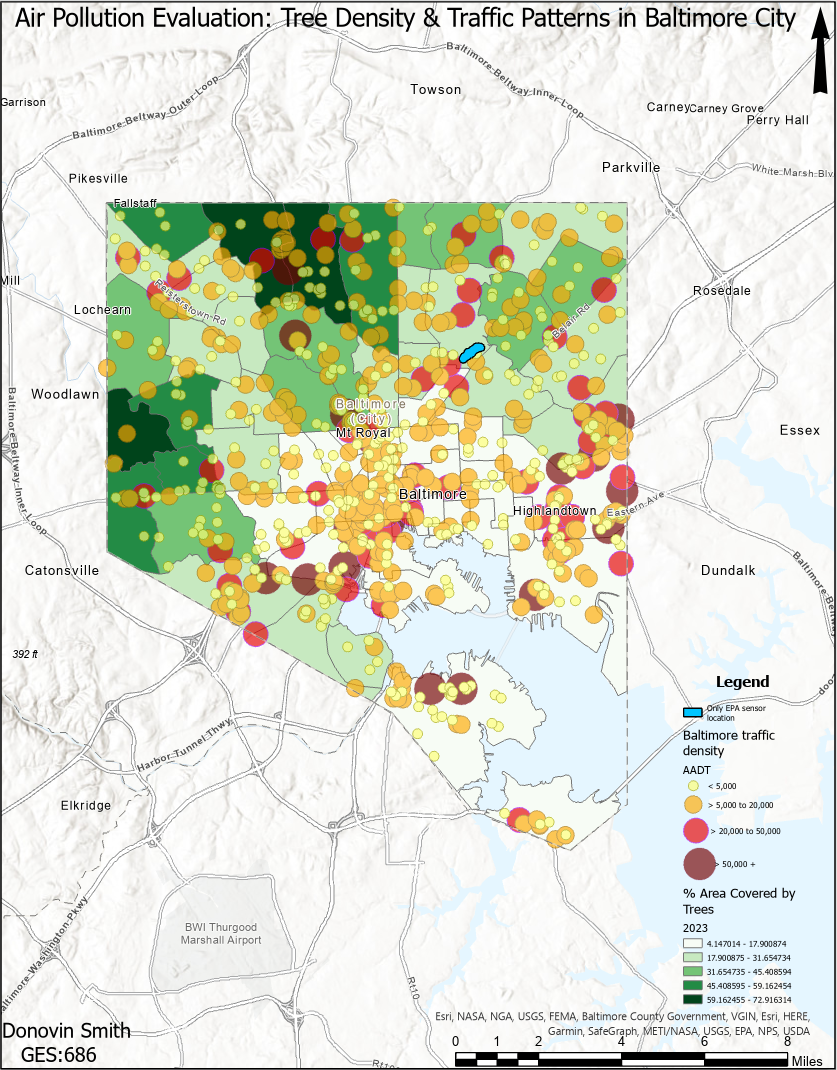 Air Pollution Evaluation: Tree Density & Traffic Patterns in Baltimore City
Baltimore-Beltway Inner Loop
Towson
Garrison
Baltimore-Beltway Outer Loop
Carney
Carney Grove
Perry Hall
Parkville
White Marsh Blv
Pikesville
Fallstaff
Mill
Reisterstown Rd
Rosedale
Lochearn
Belair Rd
Woodlawn
Baltimore
(City)
Mt Royal
Essex
Baltimore-Beltway Inner Loop
Baltimore
Highlandtown
Eastern Ave
Catonsville
Dundalk
Baltimore-Beltway
392 ft
Harbor Tunnel Thwy
Elkridge
BWI Thurgood
Marshall Airport
altimore-Washington Pkwy
Rt10
Rt10
Legend
Only EPA sensor
location
Baltimore traffic
density
AADT
< 5,000
> 5,000 to 20,000
> 20,000 to 50,000
> 50,000 +
% Area Covered by
Trees
2023
4.147014 - 17.900874
17.900875 - 31.654734
31.654735 - 45.408594
45.408595 - 59.162454
59.162455 - 72.916314
Esri, NASA, NGA, USGS, FEMA, Baltimore County Government, VGIN, Esri, HERE,
Garmin, SafeGraph, METI/NASA, USGS, EPA, NPS, USDA
Donovin Smith
GES:686
0 1 2 4 6 8
Miles